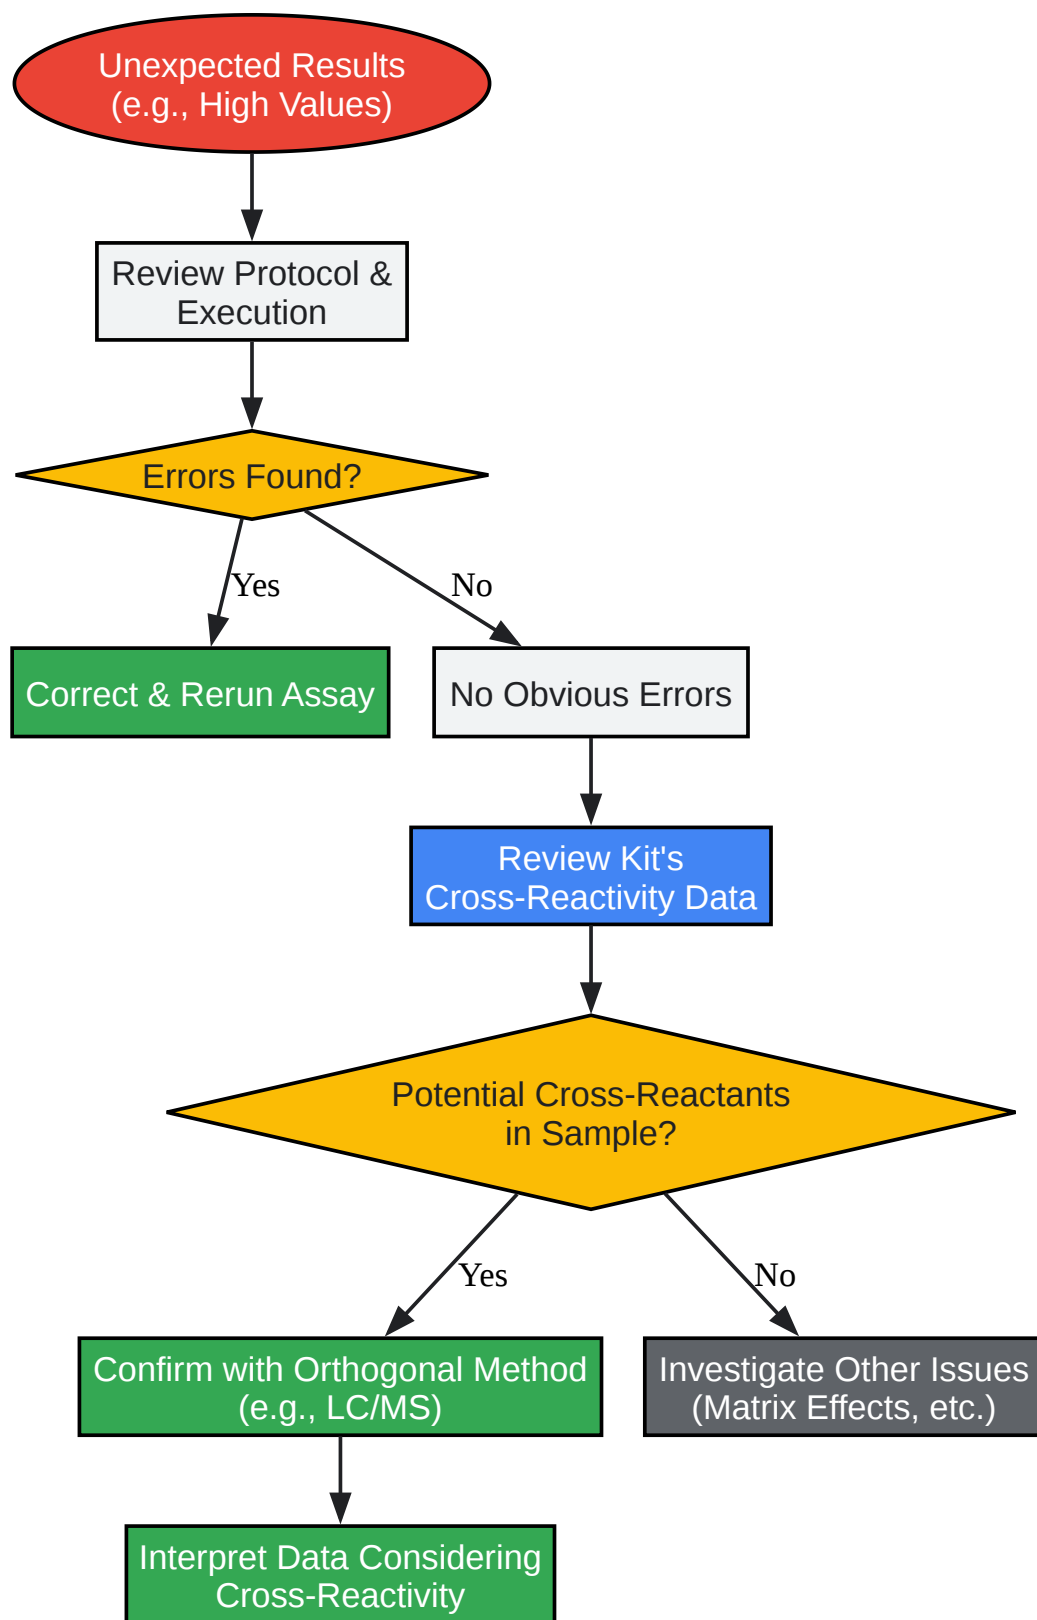 Unexpected Results
(e.g., High Values)
Review Protocol &
Execution
Errors Found?
Yes
No
Correct & Rerun Assay
No Obvious Errors
Review Kit's
Cross-Reactivity Data
Potential Cross-Reactants
in Sample?
Yes
No
Confirm with Orthogonal Method
(e.g., LC/MS)
Investigate Other Issues
(Matrix Effects, etc.)
Interpret Data Considering
Cross-Reactivity